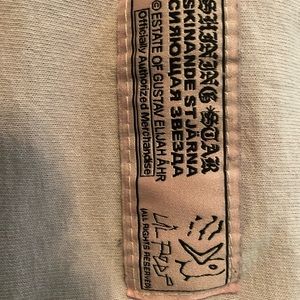 SHINING STAR
SKINANDE STJÄRNA
СИЯЮЩАЯ ЗВЕЗДА
© ESTATE OF GUSTAV ELIJAH ÅHR
Officially Authorized Merchandise
LiL PEEP
(ALL RIGHTS RESERVED)